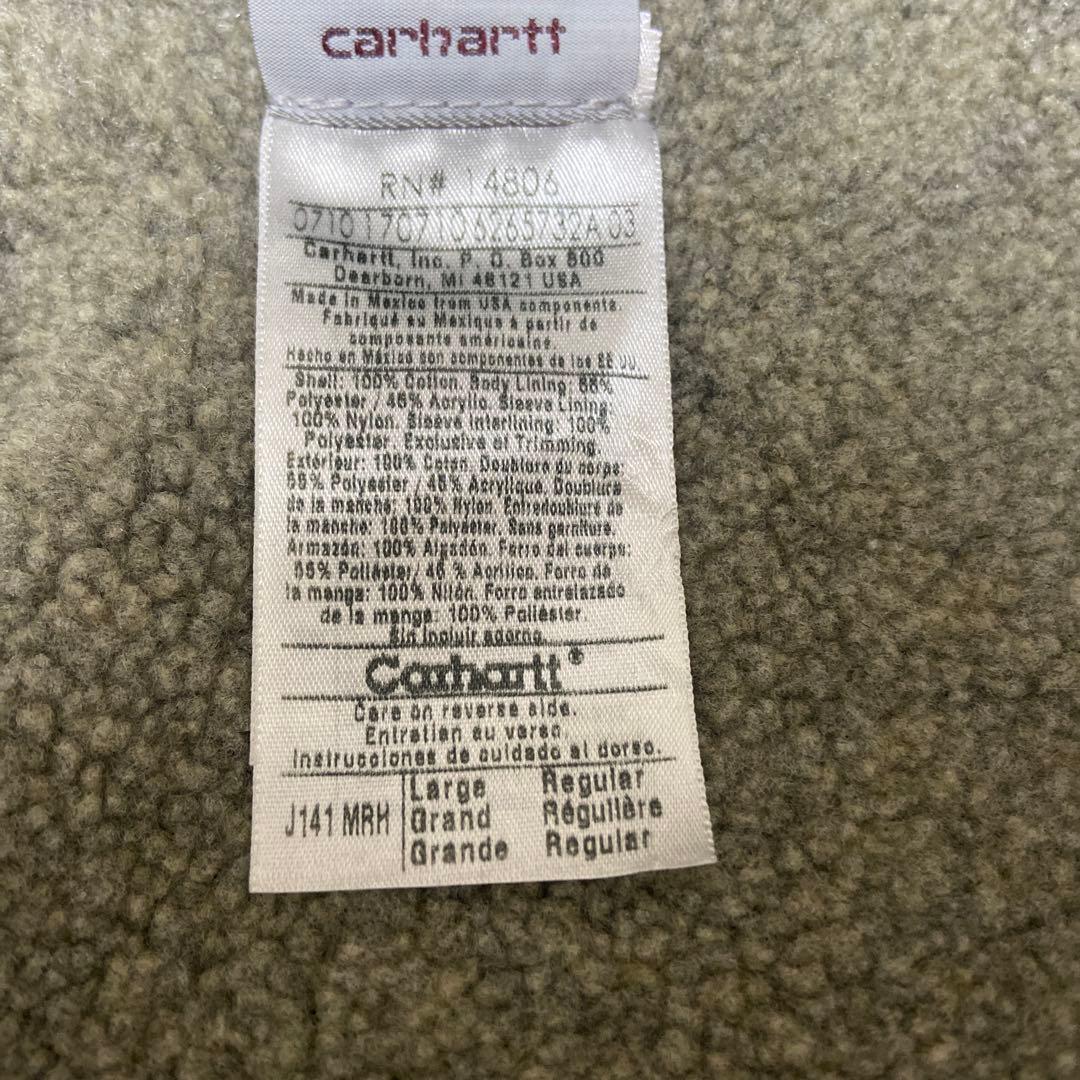 carhartt
RN# 14806
0710170710 6265732A 03
Carhartt, Inc. P. O. Box 600
Dearborn, MI 48121 USA
Made in Mexico from USA components.
Fabriqué au Mexique à partir de
composants americaine.
Hecho en México con componentes de los EE.UU.
Shell: 100% Cotton. Body Lining: 55%
Polyester / 45% Acrylic. Sleeve Lining:
100% Nylon. Sleeve Interlining: 100%
Polyester. Exclusive of Trimming.
Extérieur: 100% Coton. Doublure du corps:
55% Polyester / 45% Acrylique. Doublure
de la manche: 100% Nylon. Entredoublure de
la manche: 100% Polyéster. Sans garniture.
Armazón: 100% Algodón. Forro del cuerpo:
55% Poliéster/ 45 % Acrílico. Forro de
la manga: 100% Nilón. Forro entrelazado
de la manga: 100% Poliéster.
Sin incluir adorno.
Carhartt®
Care on reverse side.
Entretien au verso.
Instrucciones de cuidado al dorso.
J141 MRH
Large Regular
Grand Régulière
Grande Regular